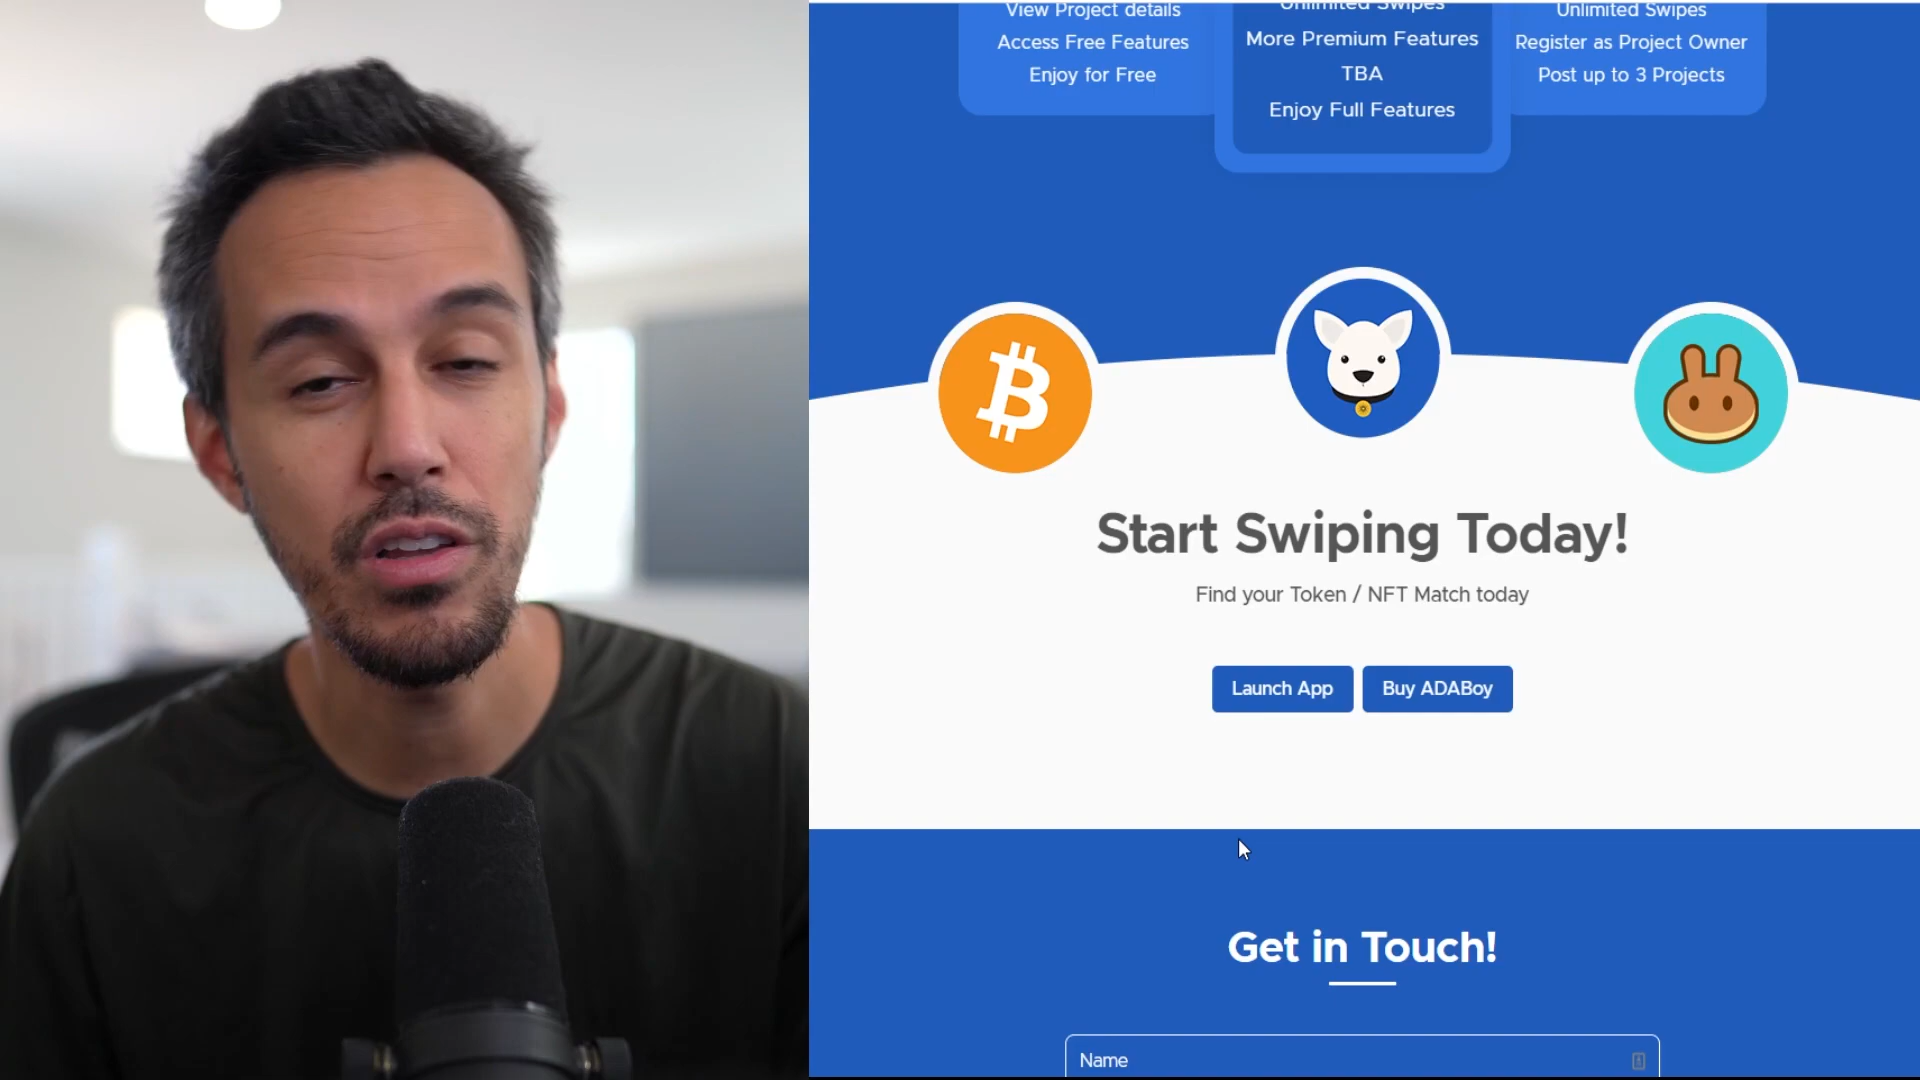 View Project details
Access Free Features
Enjoy for Free
Unlimited Swipes
More Premium Features
TBA
Enjoy Full Features
Unlimited Swipes
Register as Project Owner
Post up to 3 Projects
Start Swiping Today!
Find your Token / NFT Match today
Launch App
Buy ADABoy
Get in Touch!
Name